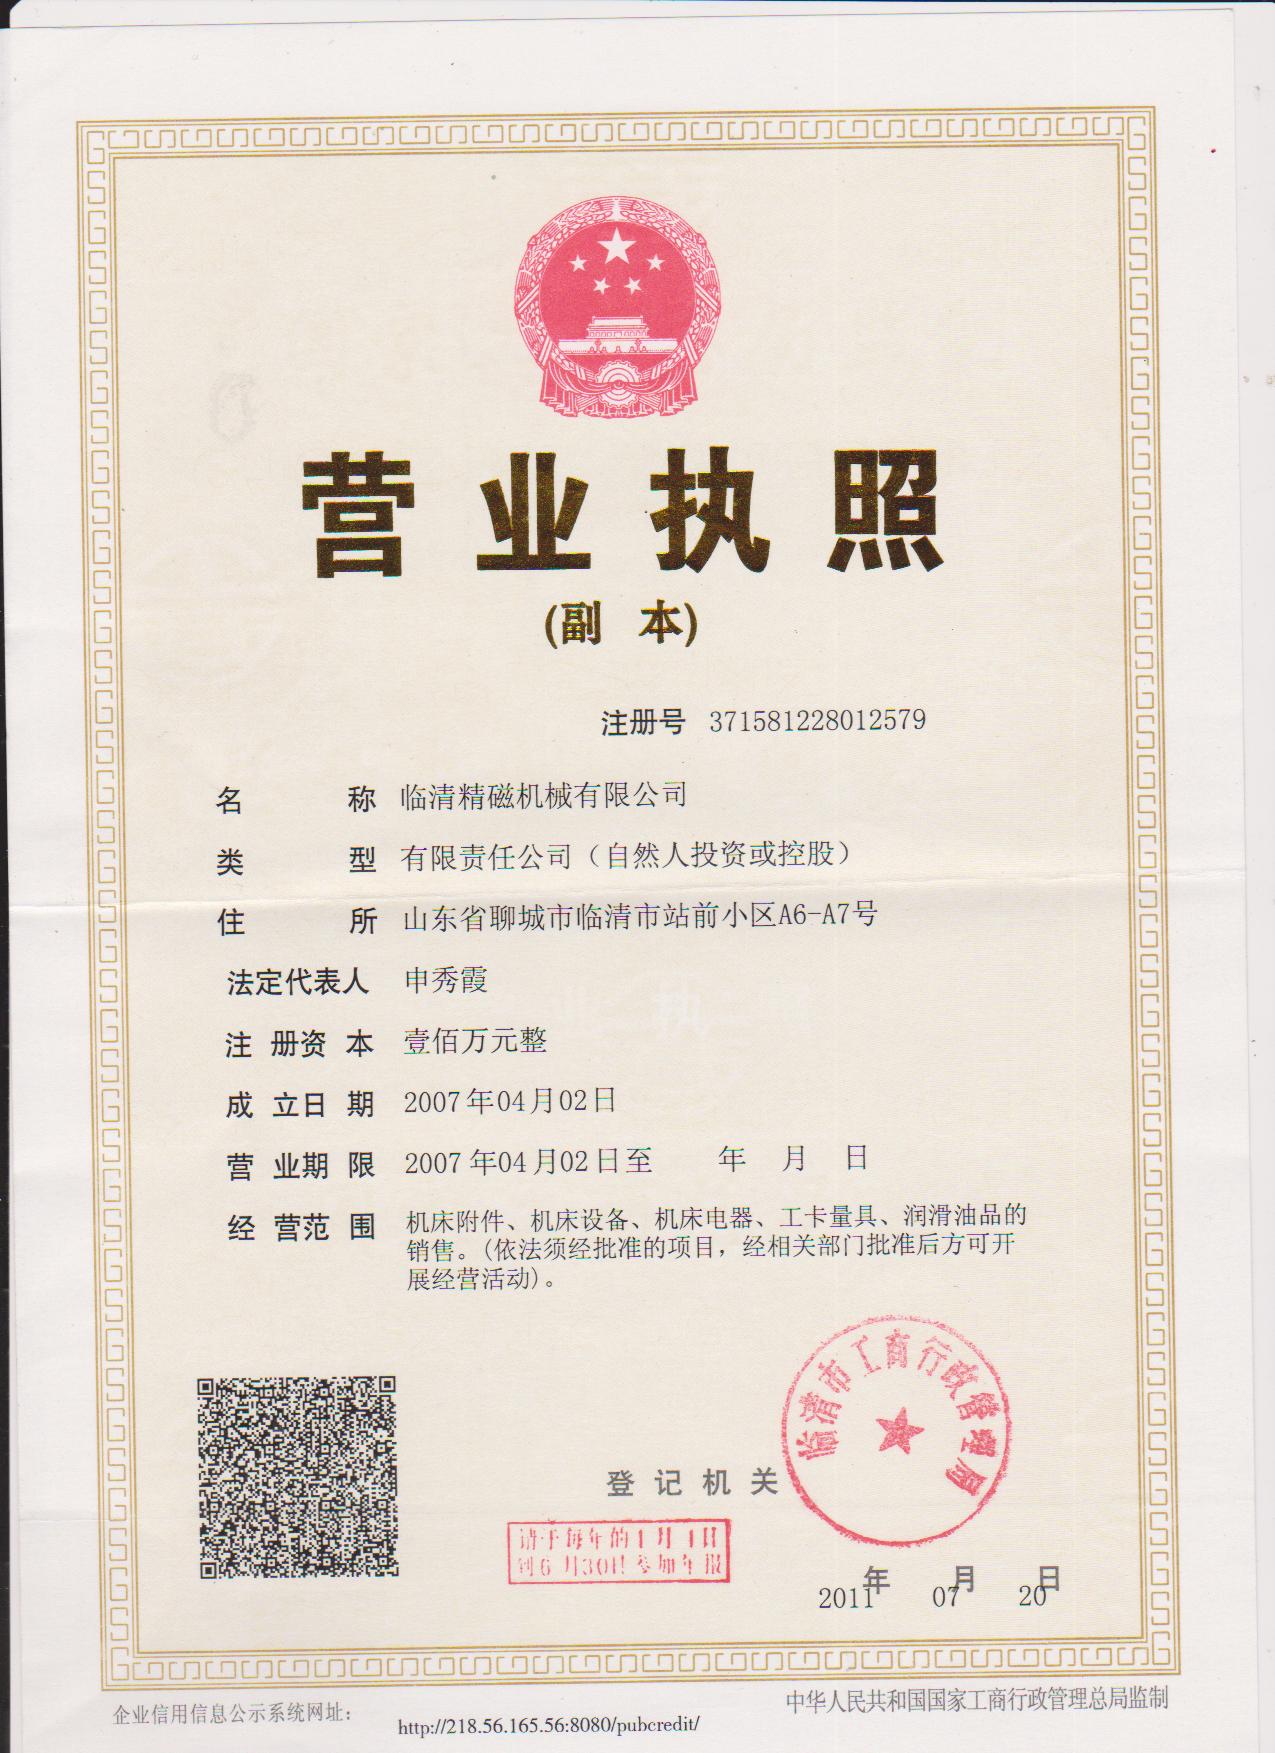 营业执照
(副 本)
注册号 371581228012579
名 称 临清精磁机械有限公司
类 型 有限责任公司（自然人投资或控股）
住 所 山东省聊城市临清市站前小区A6-A7号
法定代表人 申秀霞
注册资本 壹佰万元整
成立日期 2007年04月02日
营业期限 2007年04月02日至 年 月 日
经营范围 机床附件、机床设备、机床电器、工卡量具、润滑油品的
销售。(依法须经批准的项目，经相关部门批准后方可开
展经营活动)。
临清市工商行政管理局
登记机关
请于每年的1月1日
到6月30日参加年报
2011年 07月 20日
企业信用信息公示系统网址：
http://218.56.165.56:8080/pubcredit/
中华人民共和国国家工商行政管理总局监制